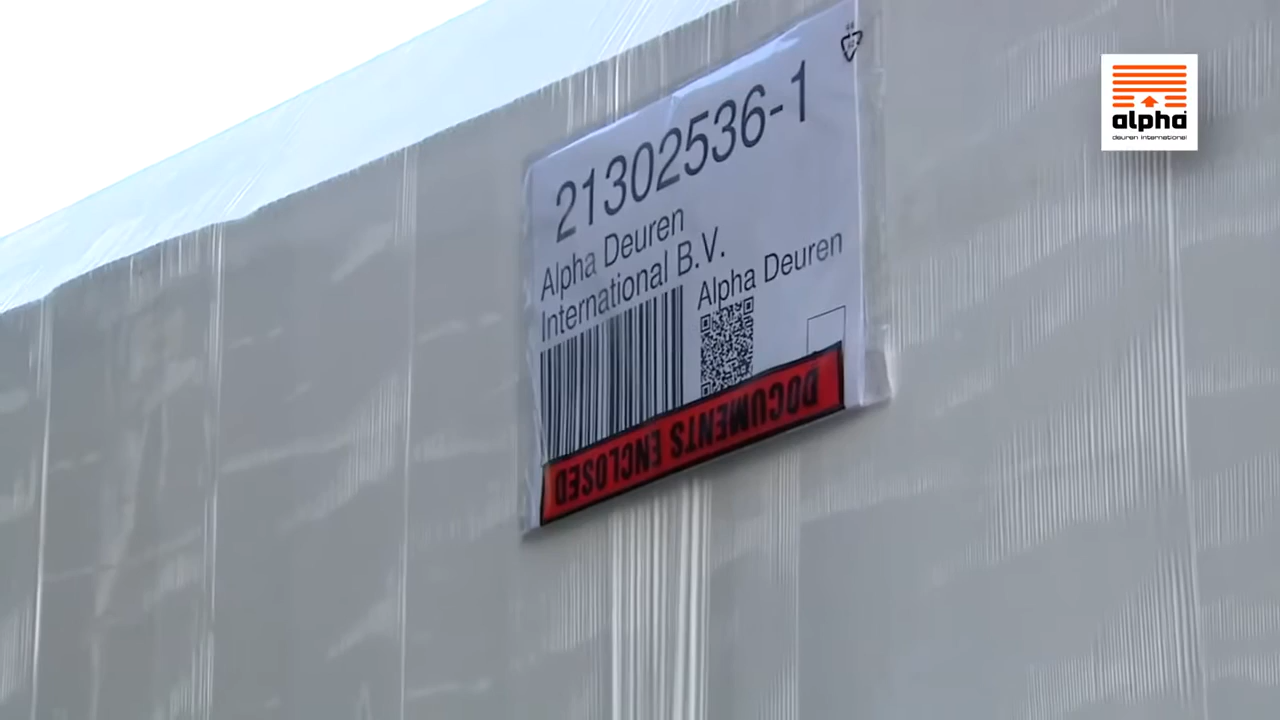 21302536-1
Alpha Deuren
International B.V.
Alpha Deuren
DOCUMENTS ENCLOSED
alpha
deuren international